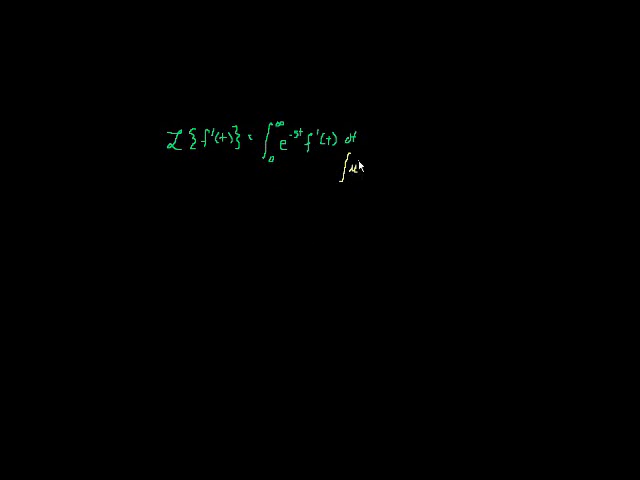 ℒ{f'(t)} = ∫₀^∞ e^{-st} f'(t) dt
∫u